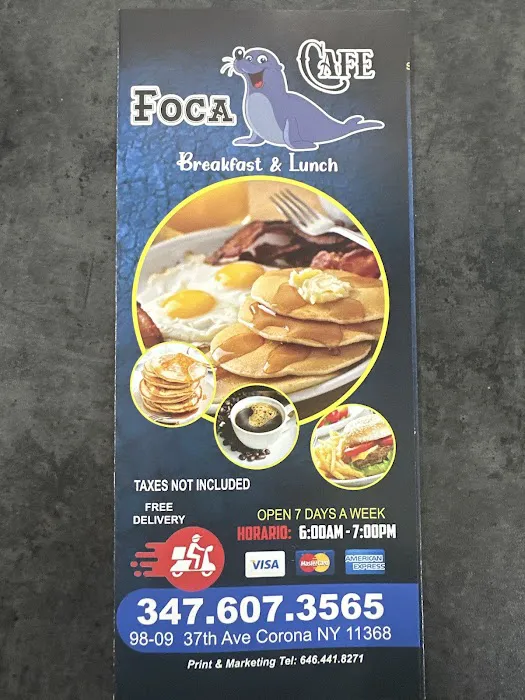 CAFE
FOCA
Breakfast & Lunch
TAXES NOT INCLUDED
FREE
DELIVERY
OPEN 7 DAYS A WEEK
HORARIO: 6:00AM - 7:00PM
VISA
MasterCard
AMERICAN
EXPRESS
347.607.3565
98-09 37th Ave Corona NY 11368
Print & Marketing Tel: 646.441.8271